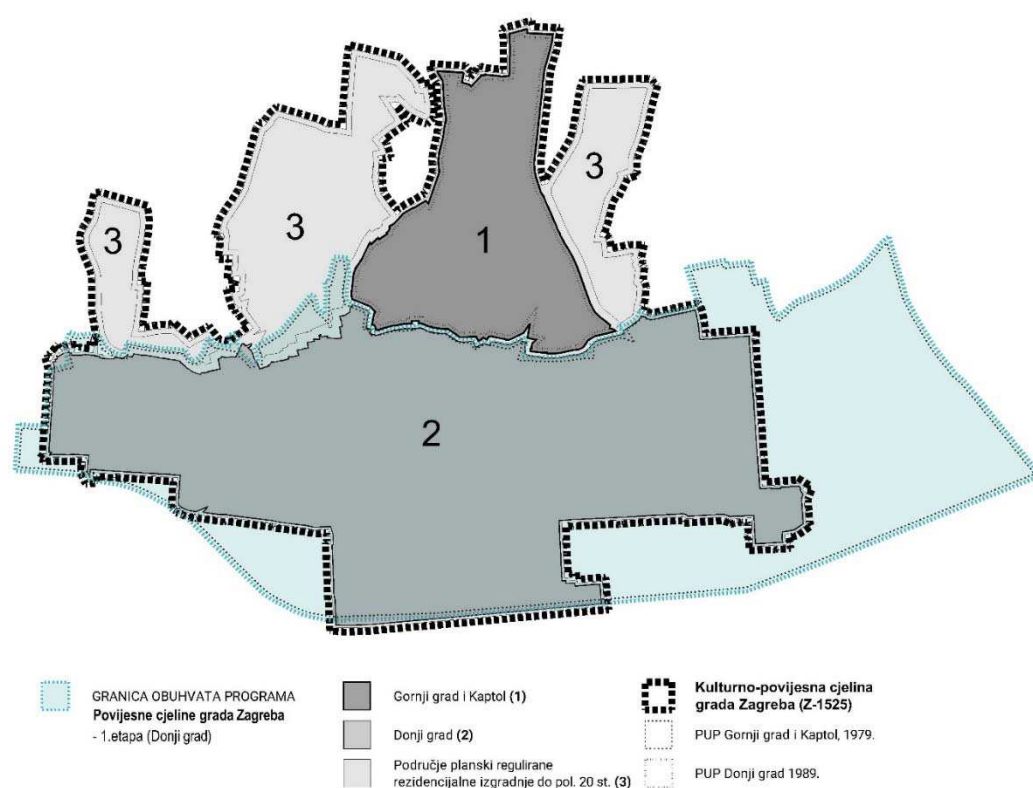 3
3
3
1
2
GRANICA OBUHVATA PROGRAMA
Povijesne cjeline grada Zagreba
- 1.etapa (Donji grad)
Gornji grad i Kaptol (1)
Donji grad (2)
Područje planski regulirane
rezidencijalne izgradnje do pol. 20 st. (3)
Kulturno-povijesna cjelina
grada Zagreba (Z-1525)
PUP Gornji grad i Kaptol, 1979.
PUP Donji grad 1989.